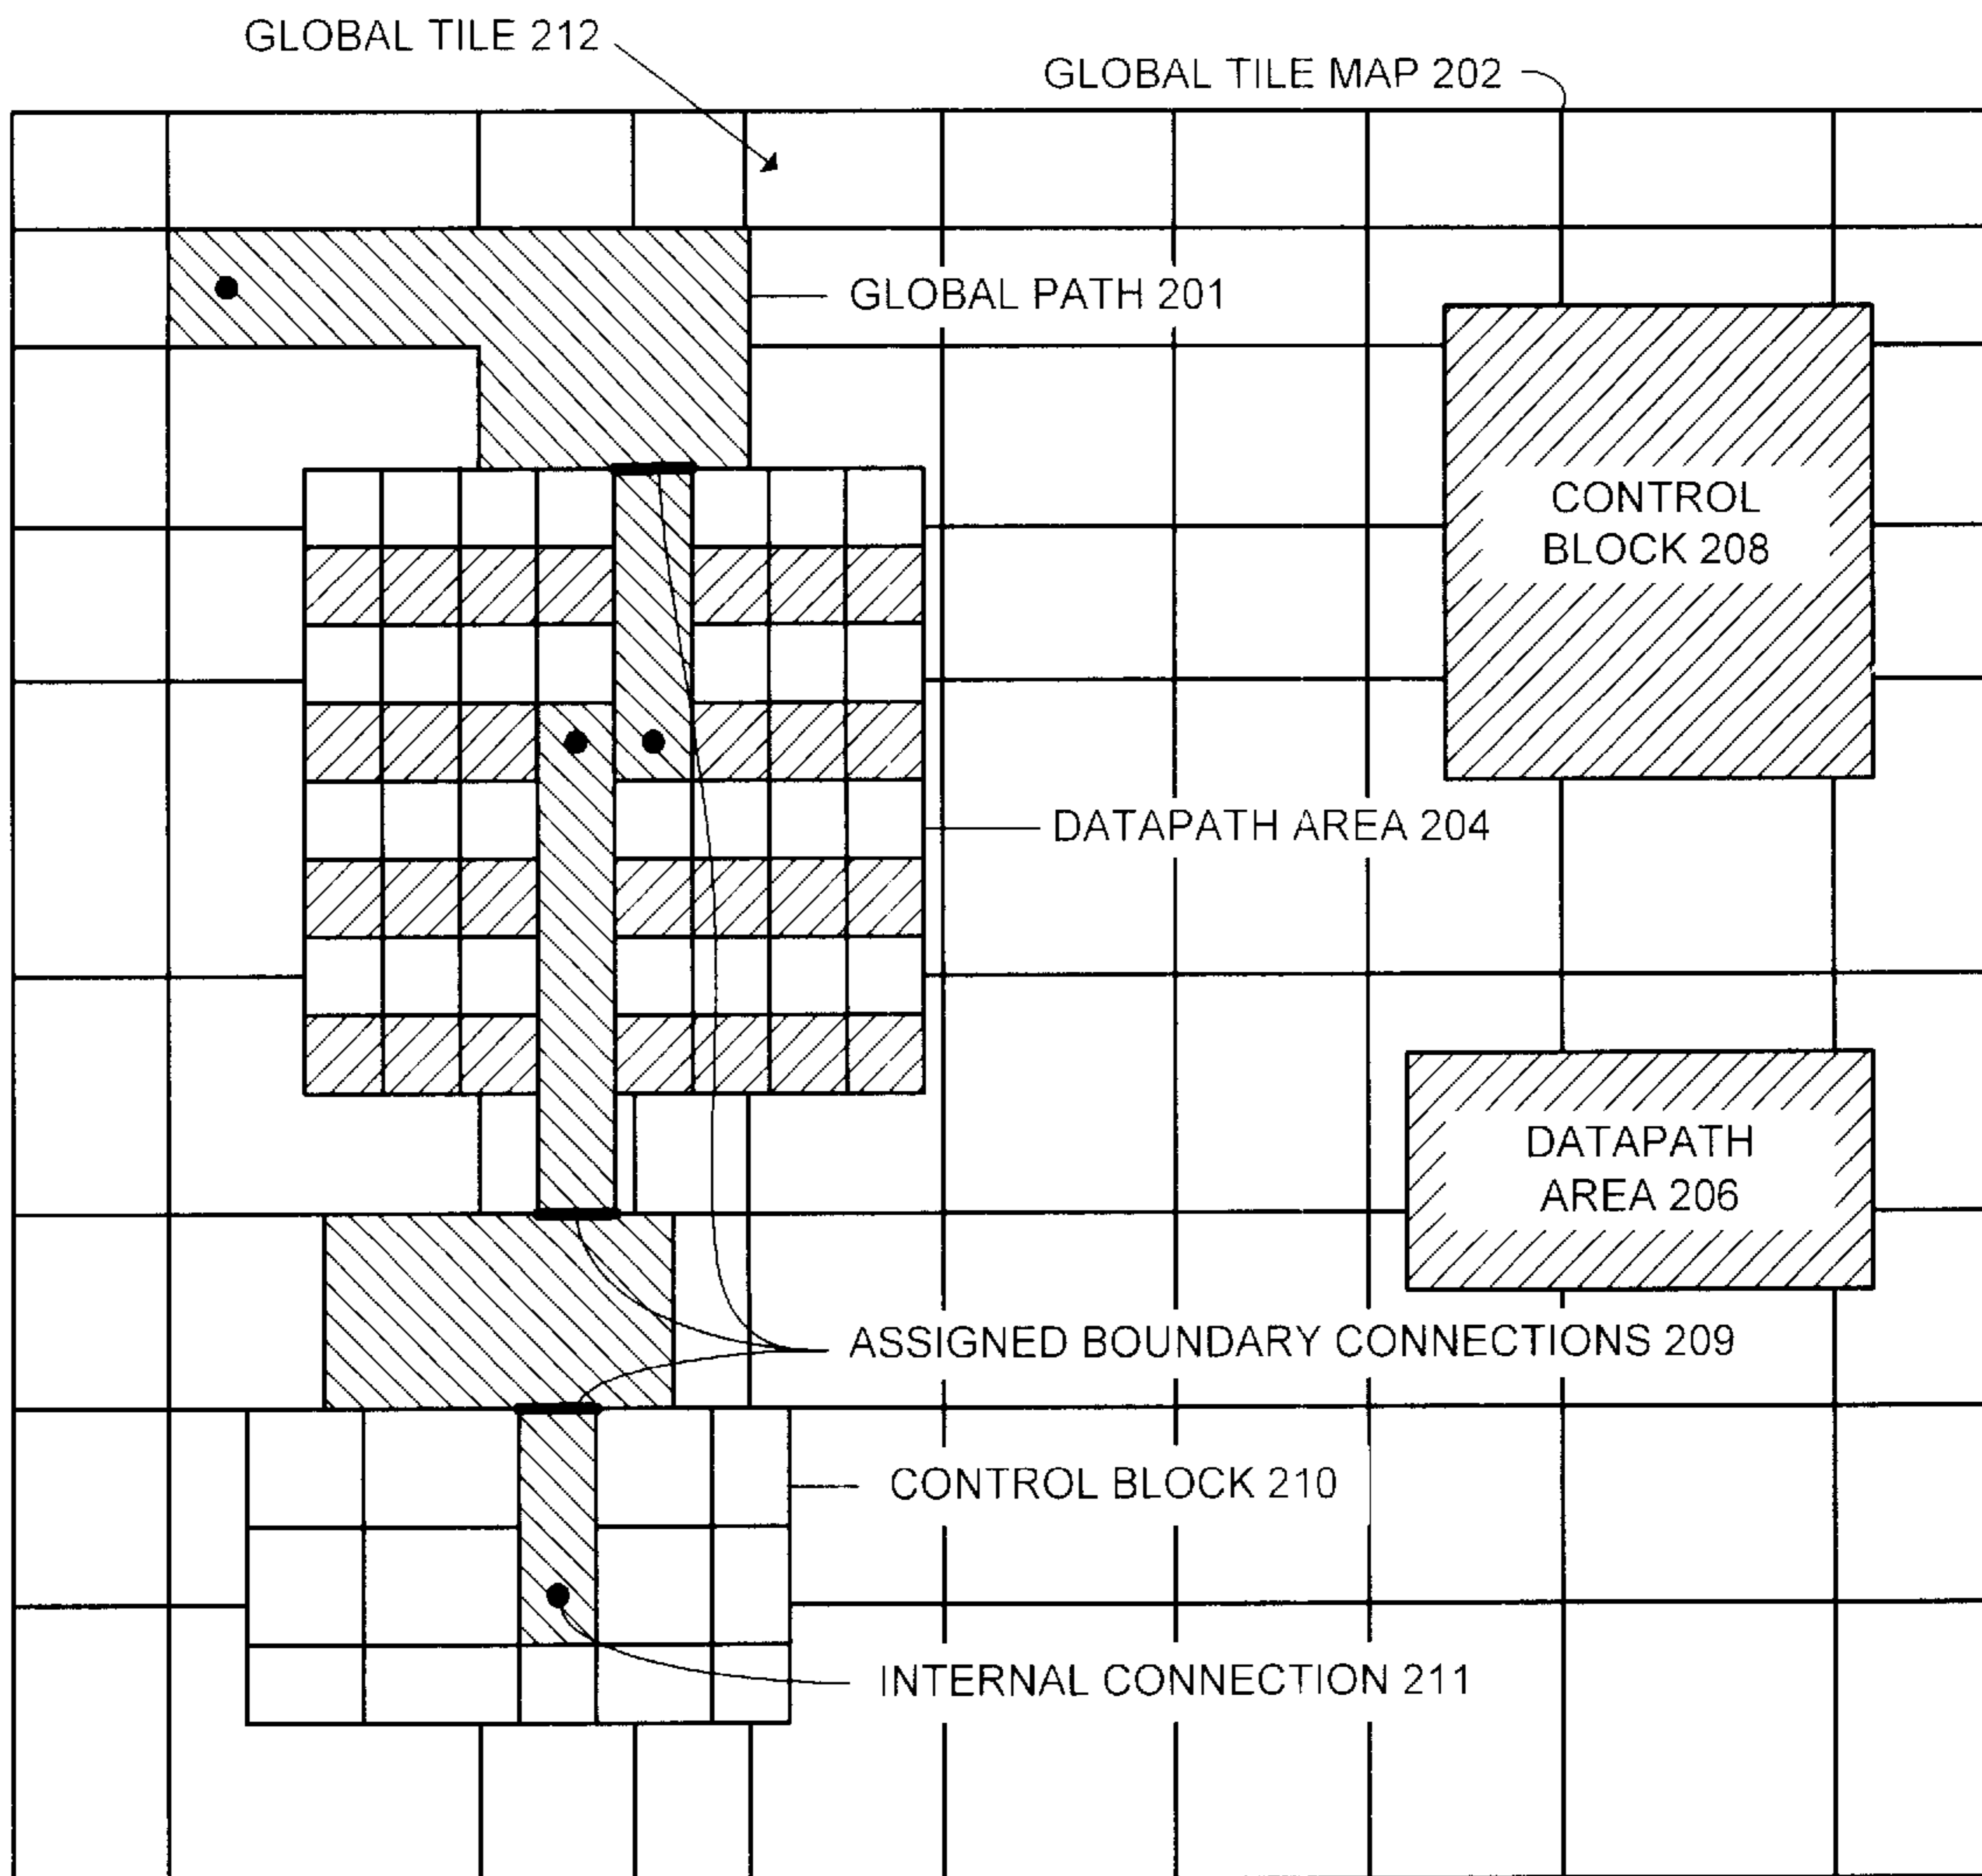 GLOBAL TILE 212
GLOBAL TILE MAP 202
GLOBAL PATH 201
CONTROL
BLOCK 208
DATAPATH AREA 204
DATAPATH
AREA 206
ASSIGNED BOUNDARY CONNECTIONS 209
CONTROL BLOCK 210
INTERNAL CONNECTION 211